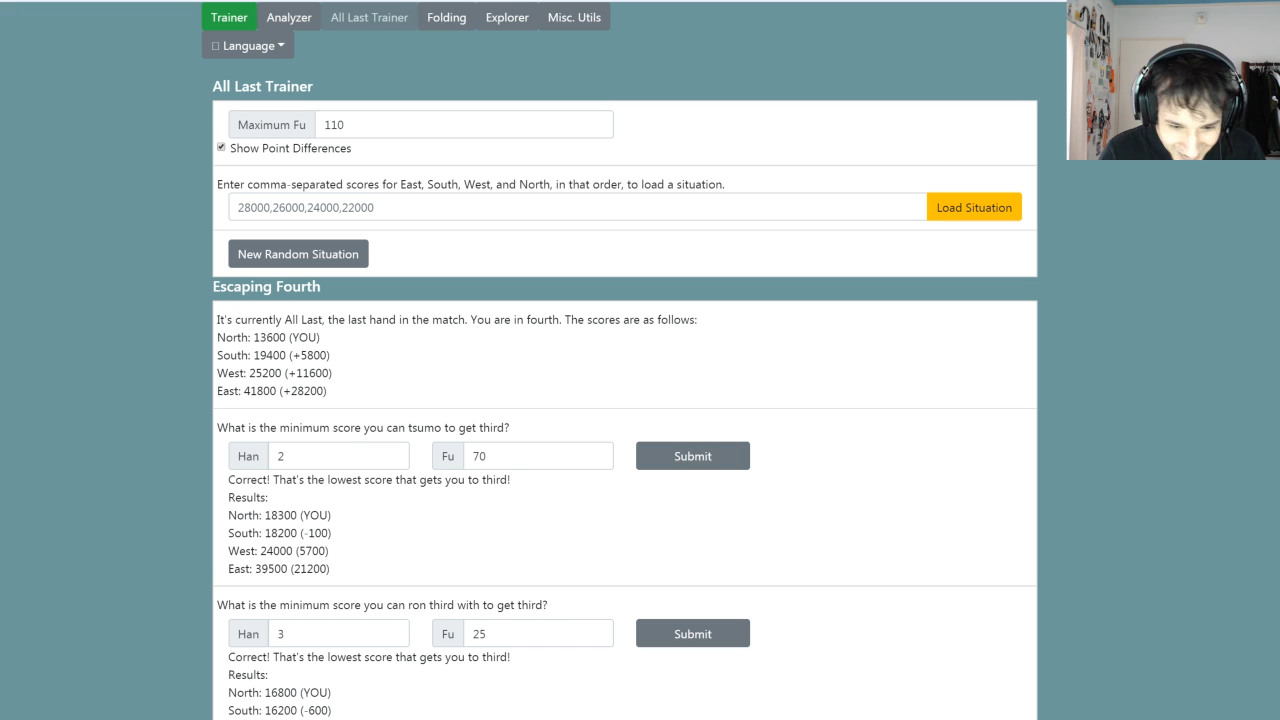 Trainer Analyzer All Last Trainer Folding Explorer Misc. Utils
Language
All Last Trainer
Maximum Fu 110
Show Point Differences
Enter comma-separated scores for East, South, West, and North, in that order, to load a situation.
28000,26000,24000,22000 Load Situation
New Random Situation
Escaping Fourth
It's currently All Last, the last hand in the match. You are in fourth. The scores are as follows:
North: 13600 (YOU)
South: 19400 (+5800)
West: 25200 (+11600)
East: 41800 (+28200)
What is the minimum score you can tsumo to get third?
Han 2 Fu 70 Submit
Correct! That's the lowest score that gets you to third!
Results:
North: 18300 (YOU)
South: 18200 (-100)
West: 24000 (5700)
East: 39500 (21200)
What is the minimum score you can ron third with to get third?
Han 3 Fu 25 Submit
Correct! That's the lowest score that gets you to third!
Results:
North: 16800 (YOU)
South: 16200 (-600)